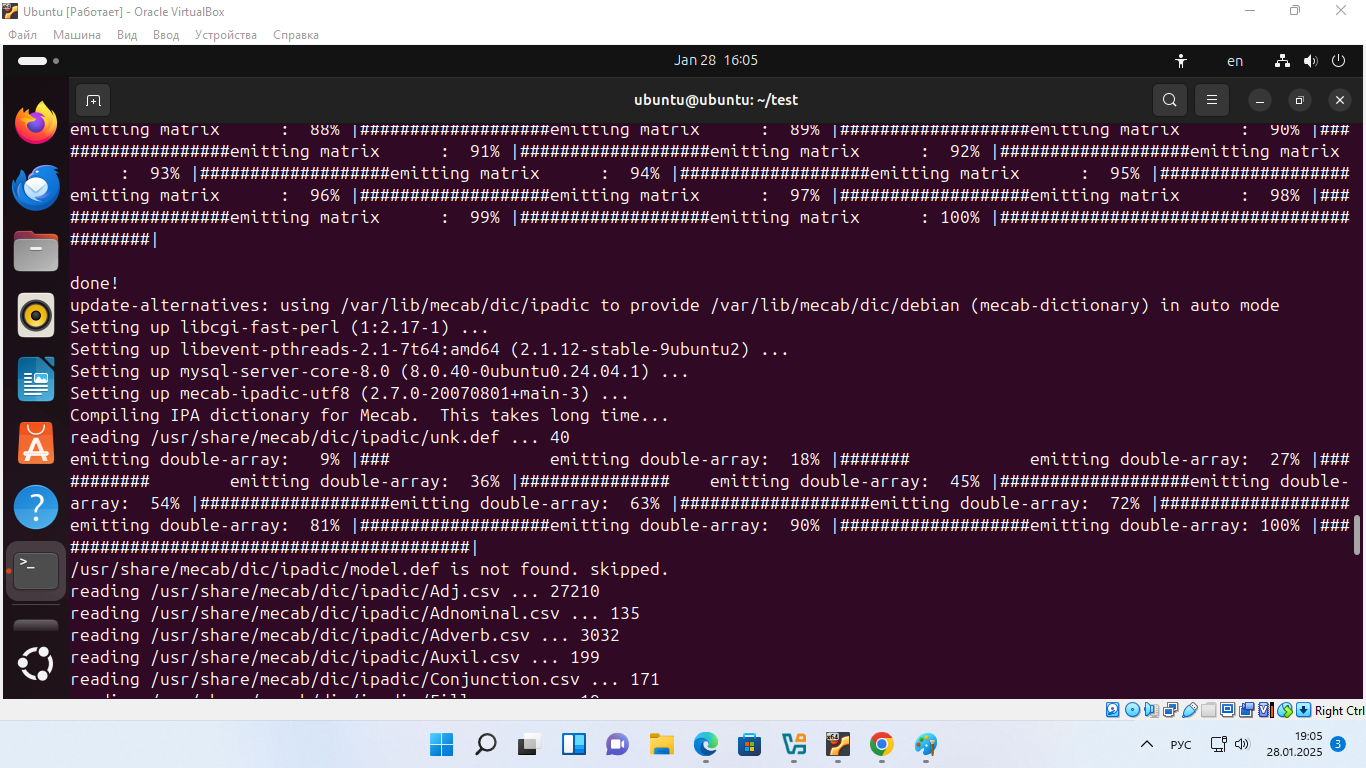 Ubuntu [Работает] - Oracle VirtualBox
Файл Машина Вид Ввод Устройства Справка
Jan 28 16:05
en
ubuntu@ubuntu: ~/test
emitting matrix      :  88% |###################emitting matrix      :  89% |###################emitting matrix      :  90% |###
################emitting matrix      :  91% |###################emitting matrix      :  92% |###################emitting matrix
     :  93% |###################emitting matrix      :  94% |###################emitting matrix      :  95% |###################
emitting matrix      :  96% |###################emitting matrix      :  97% |###################emitting matrix      :  98% |###
################emitting matrix      :  99% |###################emitting matrix      : 100% |###################################
########|
done!
update-alternatives: using /var/lib/mecab/dic/ipadic to provide /var/lib/mecab/dic/debian (mecab-dictionary) in auto mode
Setting up libcgi-fast-perl (1:2.17-1) ...
Setting up libevent-pthreads-2.1-7t64:amd64 (2.1.12-stable-9ubuntu2) ...
Setting up mysql-server-core-8.0 (8.0.40-0ubuntu0.24.04.1) ...
Setting up mecab-ipadic-utf8 (2.7.0-20070801+main-3) ...
Compiling IPA dictionary for Mecab.  This takes long time...
reading /usr/share/mecab/dic/ipadic/unk.def ... 40
emitting double-array:   9% |###                emitting double-array:  18% |#######            emitting double-array:  27% |###
########        emitting double-array:  36% |###############    emitting double-array:  45% |###################emitting double-
array:  54% |###################emitting double-array:  63% |###################emitting double-array:  72% |###################
emitting double-array:  81% |###################emitting double-array:  90% |###################emitting double-array: 100% |###
########################################|
/usr/share/mecab/dic/ipadic/model.def is not found. skipped.
reading /usr/share/mecab/dic/ipadic/Adj.csv ... 27210
reading /usr/share/mecab/dic/ipadic/Adnominal.csv ... 135
reading /usr/share/mecab/dic/ipadic/Adverb.csv ... 3032
reading /usr/share/mecab/dic/ipadic/Auxil.csv ... 199
reading /usr/share/mecab/dic/ipadic/Conjunction.csv ... 171
Right Ctrl
РУС
19:05
28.01.2025
3